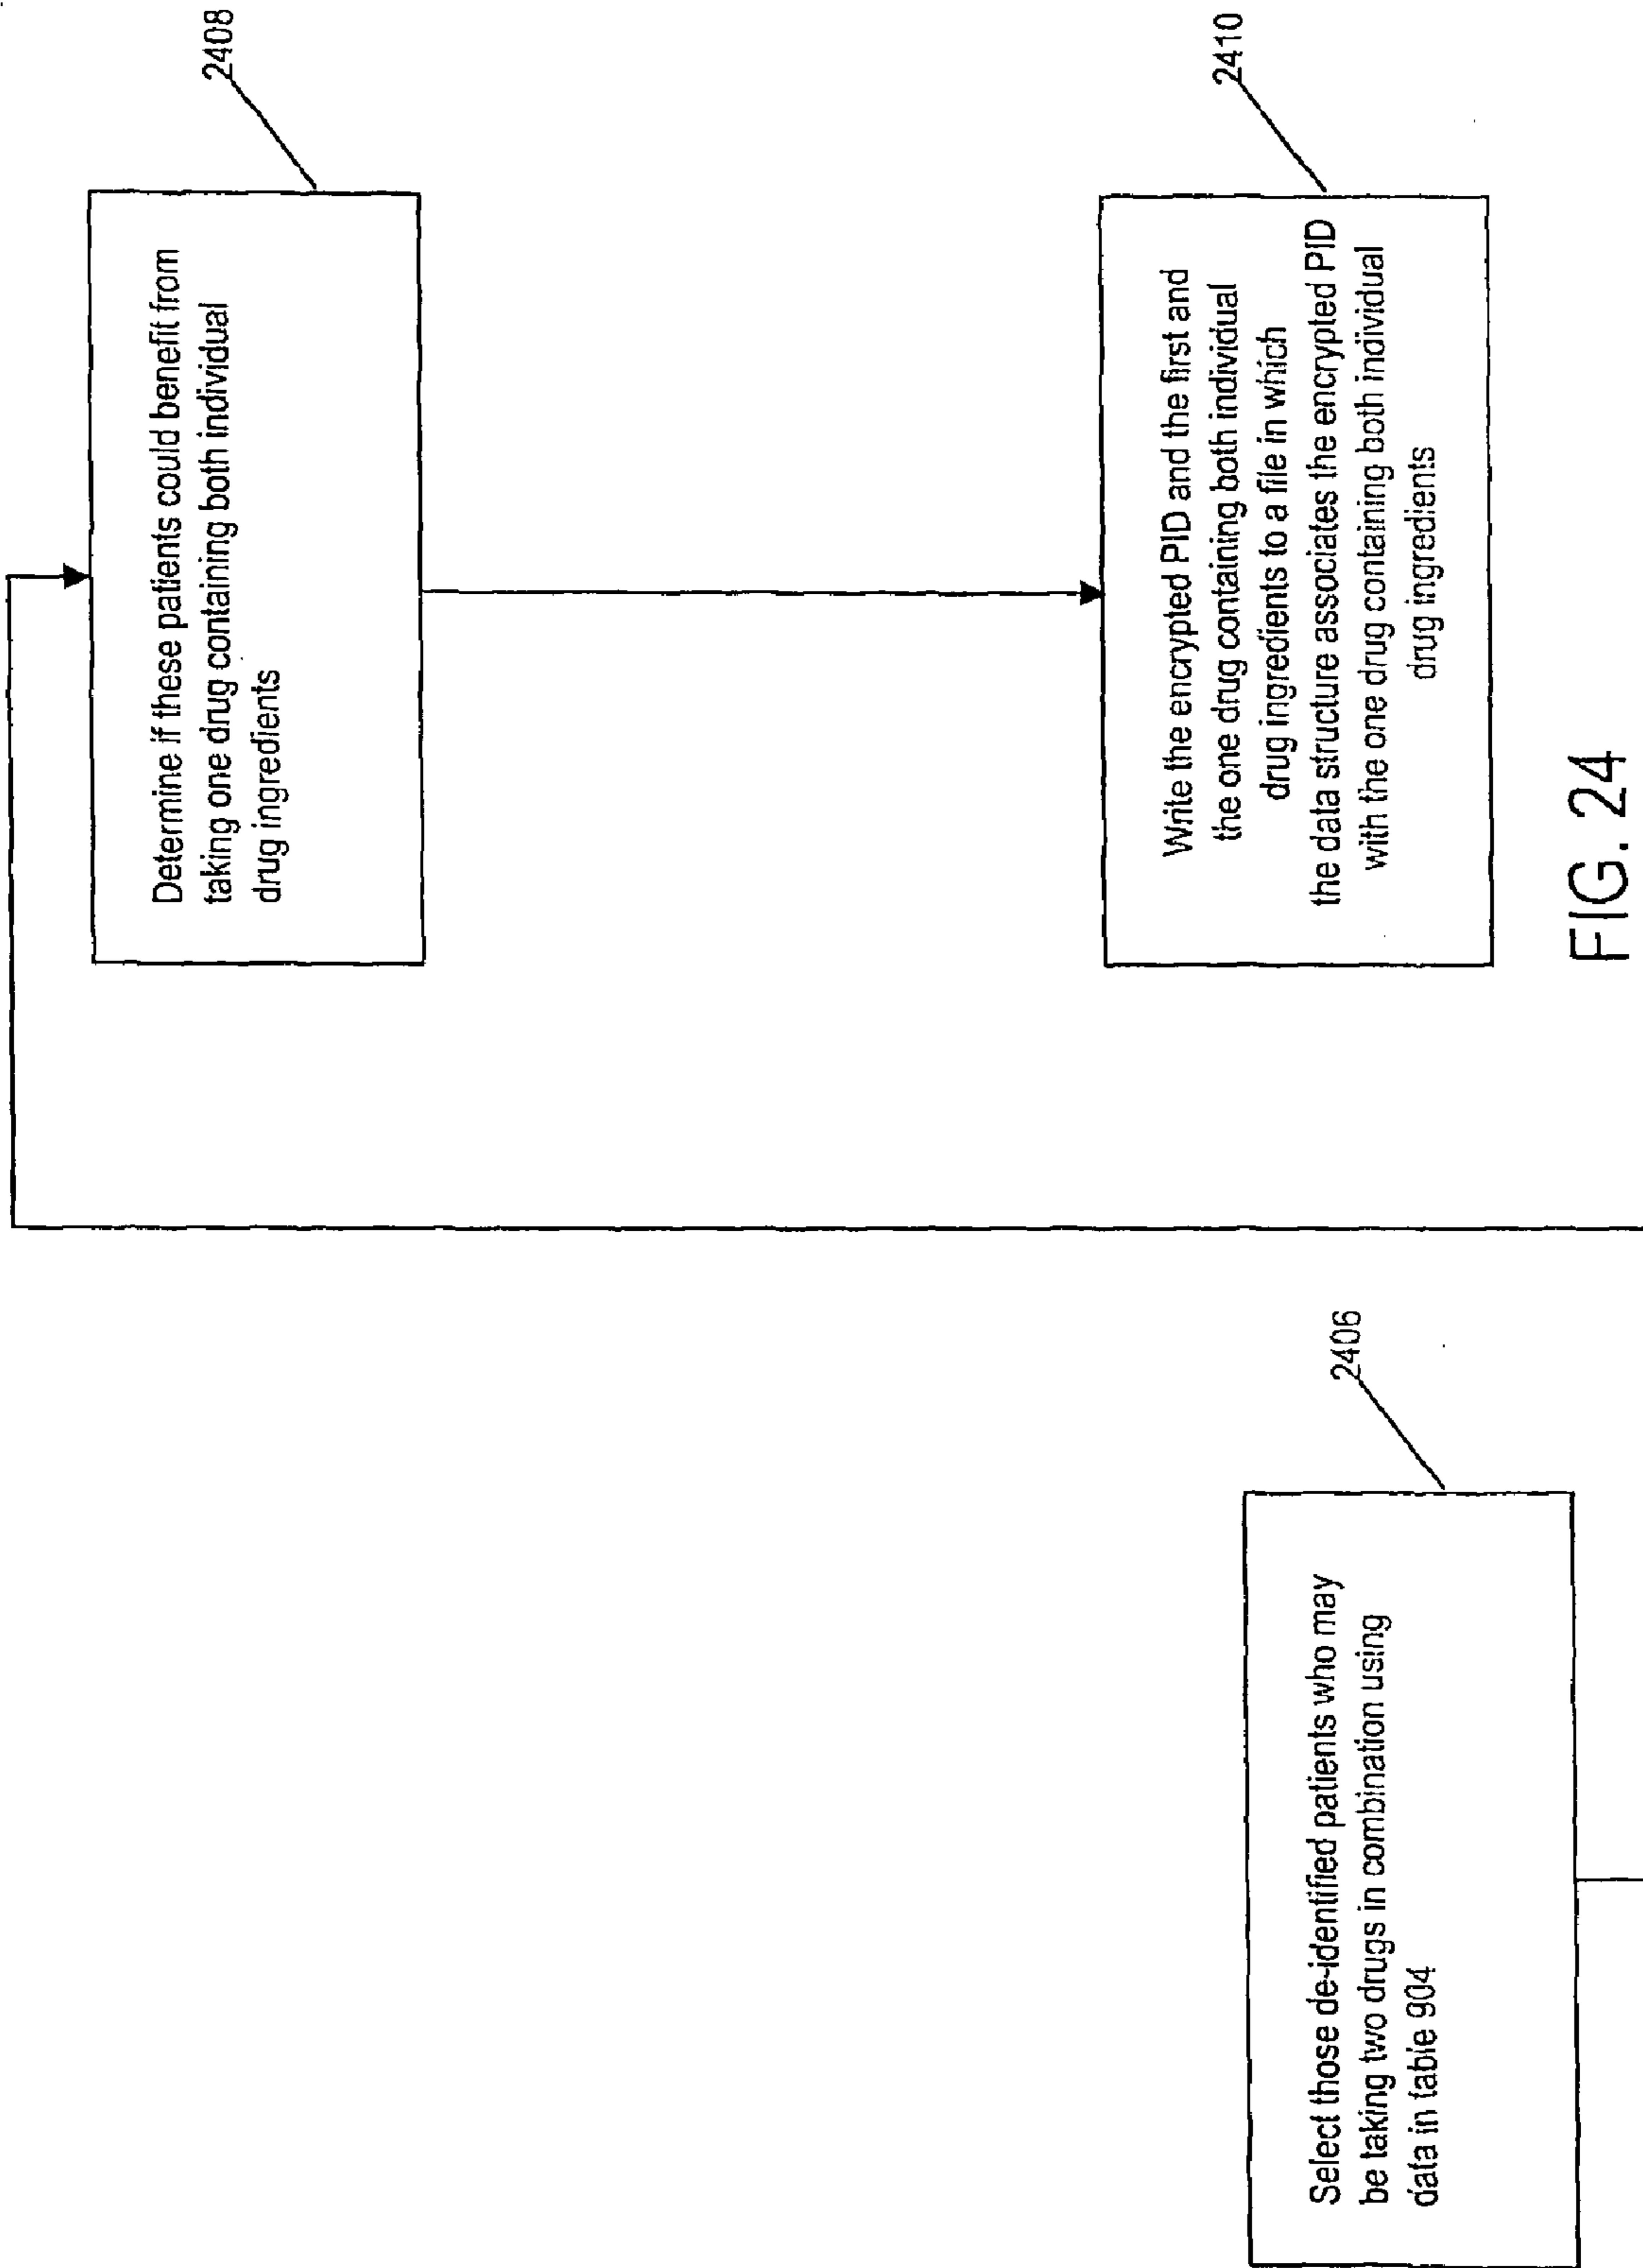 2406
Select those de-identified patients who may
be taking two drugs in combination using
data in table 904
2408
Determine if these patients could benefit from
taking one drug containing both individual
drug ingredients
2410
Write the encrypted PID and the first and
the one drug containing both individual
drug ingredients to a file in which
the data structure associates the encrypted PID
with the one drug containing both individual
drug ingredients
FIG. 24